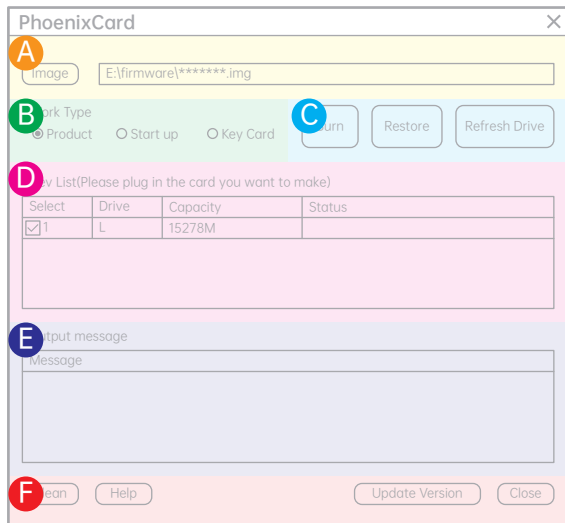 PhoenixCard
A
Image E:\firmware\*******.img
B ork Type C
Product Start up Key Card urn Restore Refresh Drive
D ev List(Please plug in the card you want to make)
Select Drive Capacity Status
1 L 15278M
E utput message
Message
F ean Help Update Version Close